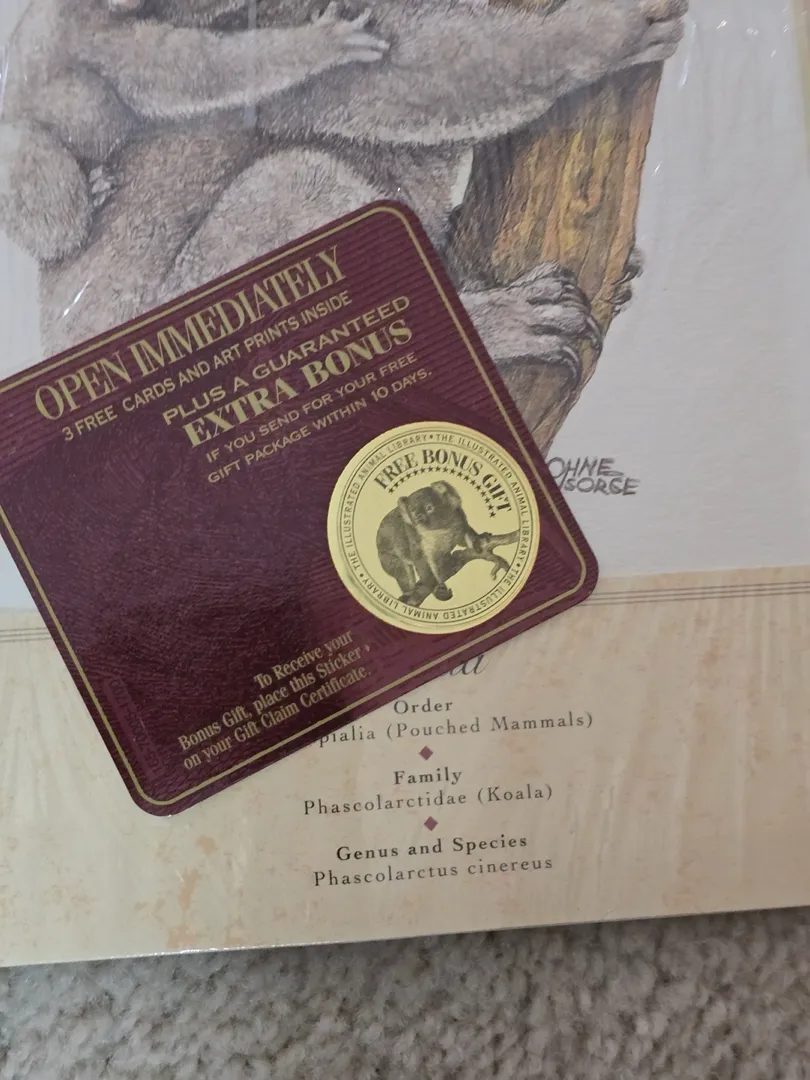 OPEN IMMEDIATELY
3 FREE CARDS AND ART PRINTS INSIDE
PLUS A GUARANTEED
EXTRA BONUS
IF YOU SEND FOR YOUR FREE
GIFT PACKAGE WITHIN 10 DAYS.
THE ILLUSTRATED ANIMAL LIBRARY • THE ILLUSTRATED ANIMAL LIBRARY • THE ILLUSTRATED ANIMAL LIBRARY •
FREE BONUS GIFT
OHNE
SORGE
To Receive your
Bonus Gift, place this Sticker
on your Gift Claim Certificate.
Order
pialia (Pouched Mammals)
Family
Phascolarctidae (Koala)
Genus and Species
Phascolarctus cinereus